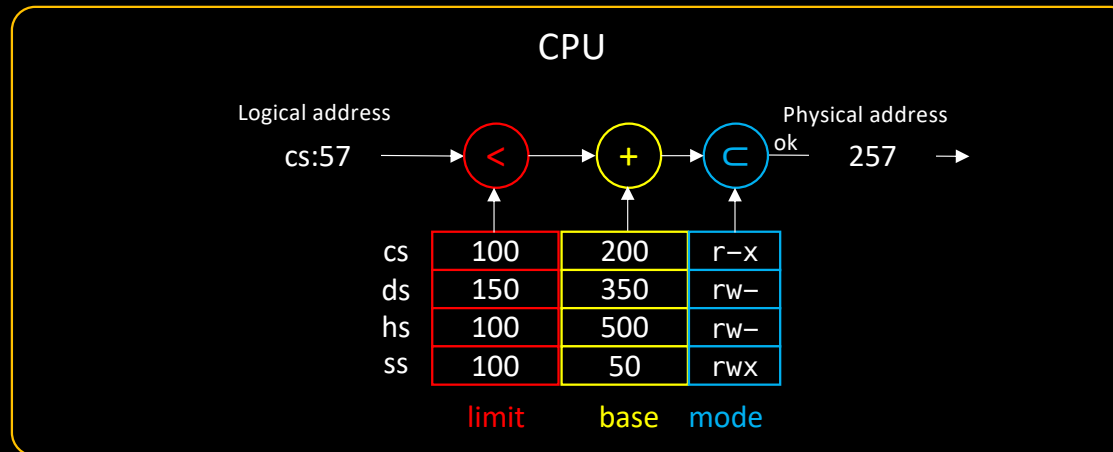 CPU
Logical address
Physical address
cs:57
<
+
⊂
ok
257
cs 100 200 r-x
ds 150 350 rw-
hs 100 500 rw-
ss 100 50 rwx
limit base mode